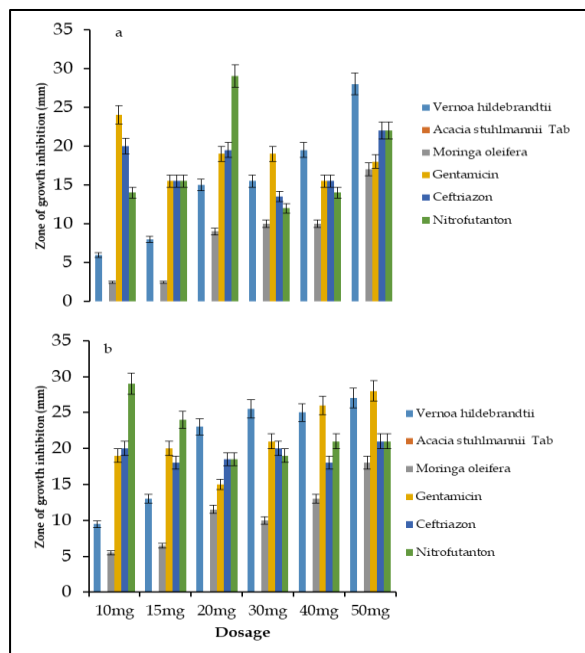 a
Zone of growth inhibition (mm)
35
30
25
20
15
10
5
0
Vernoa hildebrandtii
Acacia stuhlmannii Tab
Moringa oleifera
Gentamicin
Ceftriazon
Nitrofutanton
b
Zone of growth inhibiton (mm)
35
30
25
20
15
10
5
0
Vernoa hildebrandtii
Acacia stuhlmannii Tab
Moringa oleifera
Gentamicin
Ceftriazon
Nitrofutanton
10mg 15mg 20mg 30mg 40mg 50mg
Dosage